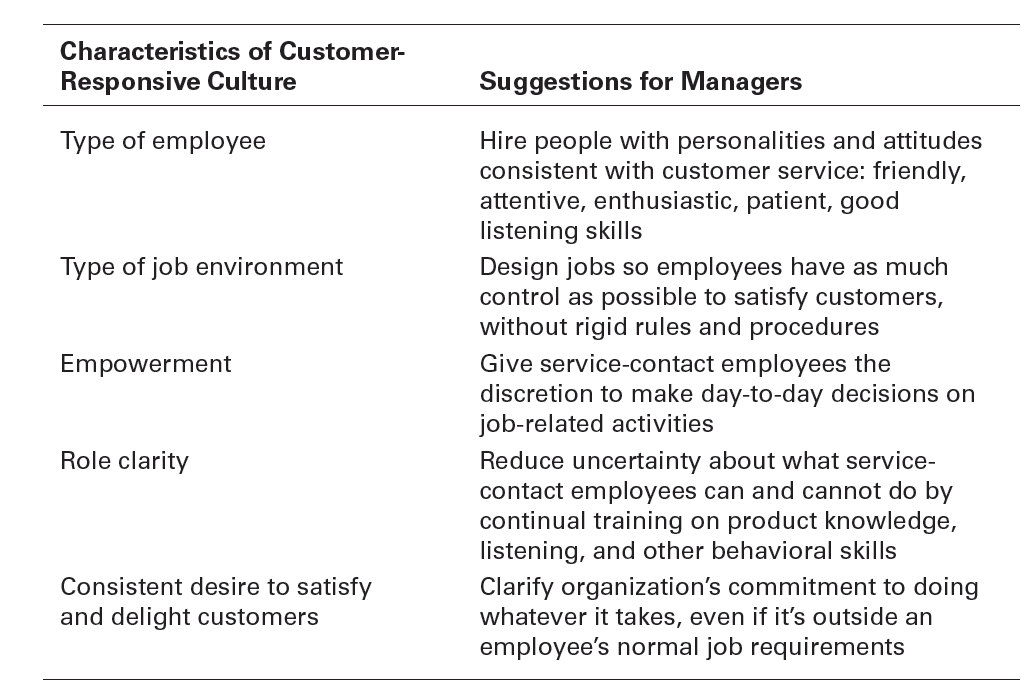 Characteristics of Customer-
Responsive Culture
Suggestions for Managers
Type of employee
Hire people with personalities and attitudes
consistent with customer service: friendly,
attentive, enthusiastic, patient, good
listening skills
Type of job environment
Design jobs so employees have as much
control as possible to satisfy customers,
without rigid rules and procedures
Empowerment
Give service-contact employees the
discretion to make day-to-day decisions on
job-related activities
Role clarity
Reduce uncertainty about what service-
contact employees can and cannot do by
continual training on product knowledge,
listening, and other behavioral skills
Consistent desire to satisfy
and delight customers
Clarify organization's commitment to doing
whatever it takes, even if it's outside an
employee's normal job requirements